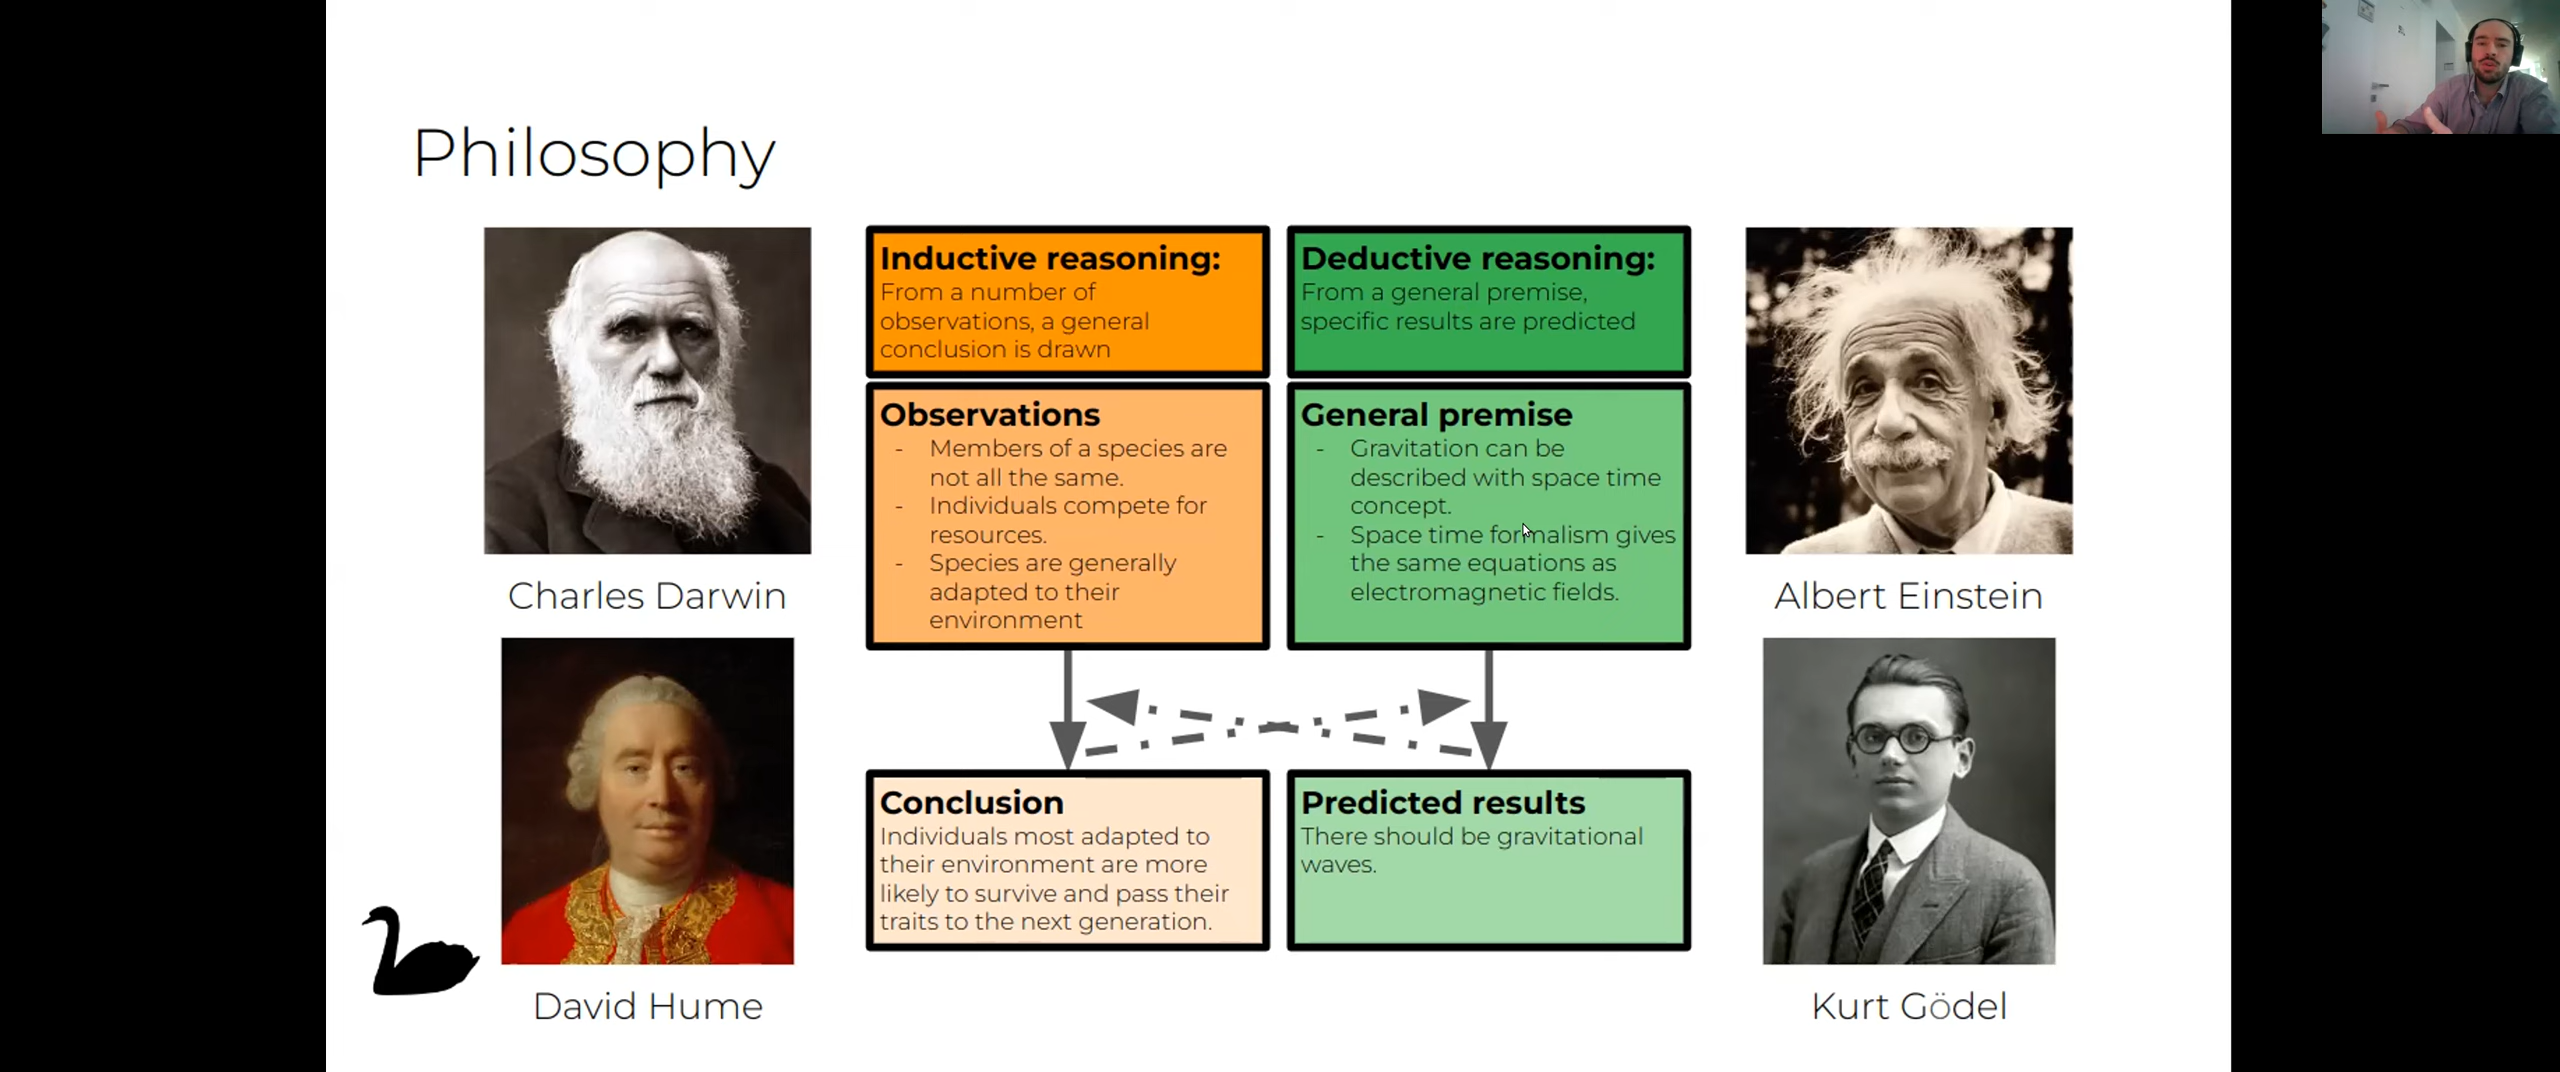 Philosophy
Inductive reasoning:
From a number of
observations, a general
conclusion is drawn
Deductive reasoning:
From a general premise,
specific results are predicted
Observations
- Members of a species are
not all the same.
- Individuals compete for
resources.
- Species are generally
adapted to their
environment
General premise
- Gravitation can be
described with space time
concept.
- Space time formalism gives
the same equations as
electromagnetic fields.
Charles Darwin
Albert Einstein
Conclusion
Individuals most adapted to
their environment are more
likely to survive and pass their
traits to the next generation.
Predicted results
There should be gravitational
waves.
David Hume
Kurt Gödel